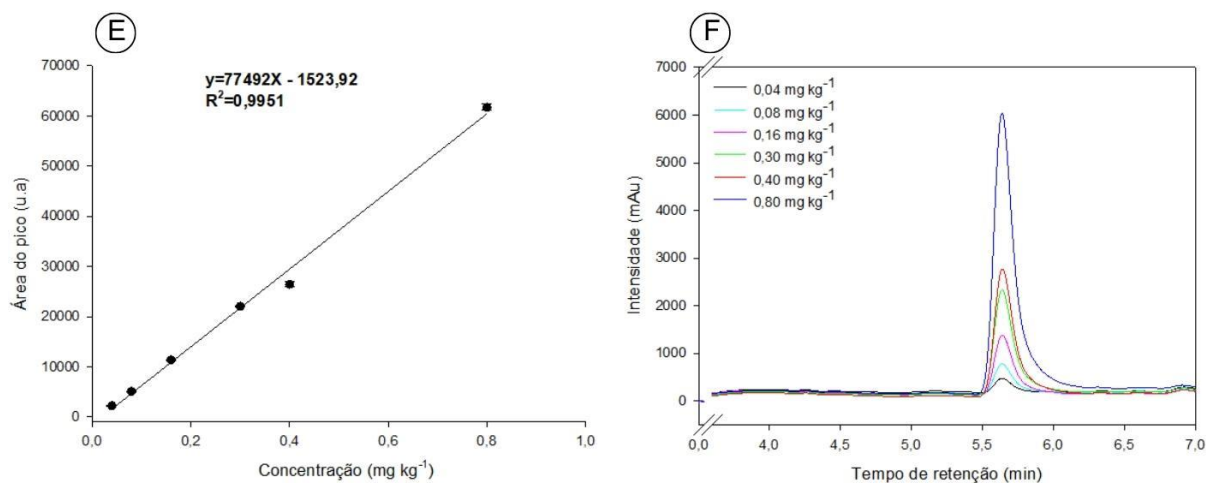 E
y=77492X - 1523,92
R²=0,9951
70000
60000
50000
40000
30000
20000
10000
0
Área do pico (u.a)
0,0 0,2 0,4 0,6 0,8 1,0
Concentração (mg kg⁻¹)
F
7000
6000
5000
4000
3000
2000
1000
0
Intensidade (mAu)
0,04 mg kg⁻¹
0,08 mg kg⁻¹
0,16 mg kg⁻¹
0,30 mg kg⁻¹
0,40 mg kg⁻¹
0,80 mg kg⁻¹
0,0 4,0 4,5 5,0 5,5 6,0 6,5 7,0
Tempo de retenção (min)